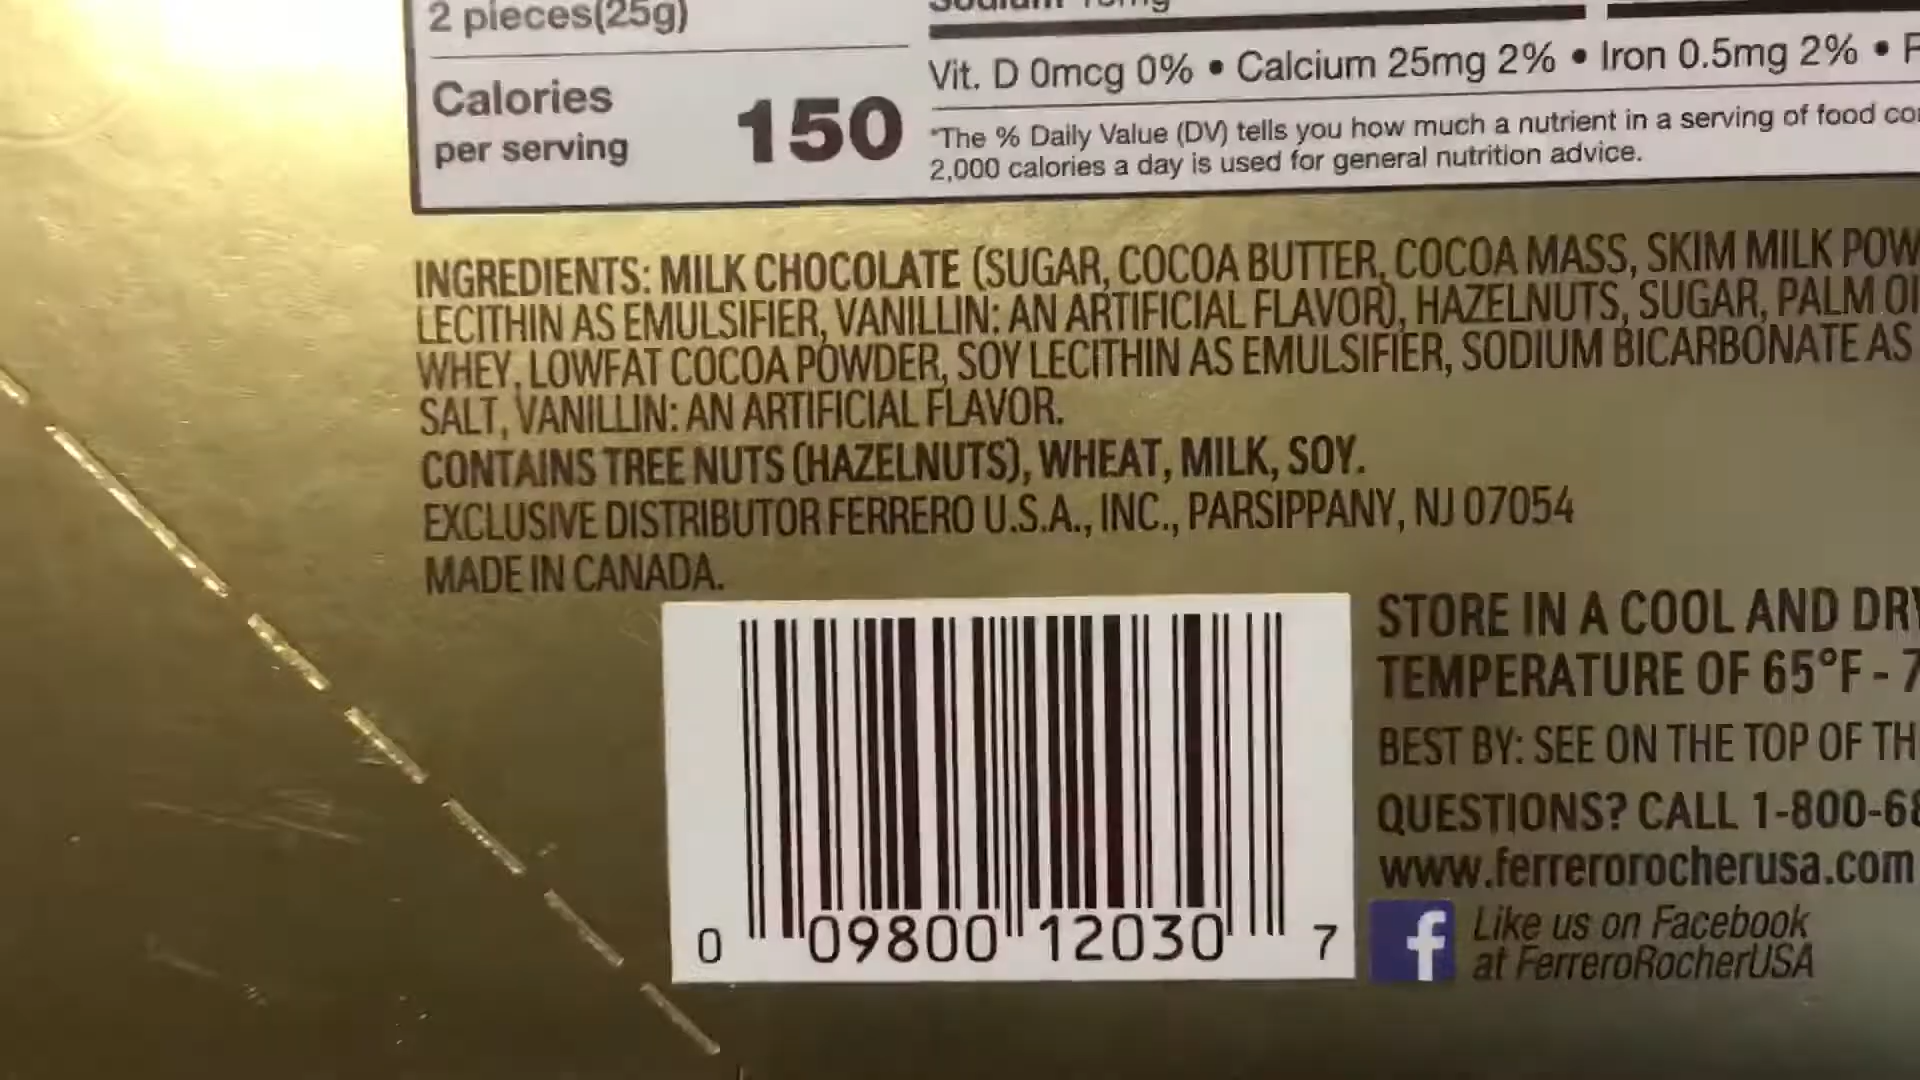 2 pieces(25g)
Calories
per serving
150
Vit. D 0mcg 0% • Calcium 25mg 2% • Iron 0.5mg 2% •
*The % Daily Value (DV) tells you how much a nutrient in a serving of food
2,000 calories a day is used for general nutrition advice.
INGREDIENTS: MILK CHOCOLATE (SUGAR, COCOA BUTTER, COCOA MASS, SKIM MILK
LECITHIN AS EMULSIFIER, VANILLIN: AN ARTIFICIAL FLAVOR), HAZELNUTS, SUGAR, PALM
WHEY, LOWFAT COCOA POWDER, SOY LECITHIN AS EMULSIFIER, SODIUM BICARBONATE AS
SALT, VANILLIN: AN ARTIFICIAL FLAVOR.
CONTAINS TREE NUTS (HAZELNUTS), WHEAT, MILK, SOY.
EXCLUSIVE DISTRIBUTOR FERRERO U.S.A., INC., PARSIPPANY, NJ 07054
MADE IN CANADA.
0 09800 12030 7
STORE IN A COOL AND
TEMPERATURE OF 65°F -
BEST BY: SEE ON THE TOP OF
QUESTIONS? CALL
www.ferrerorocherusa.com
f Like us on Facebook
at FerreroRocherUSA